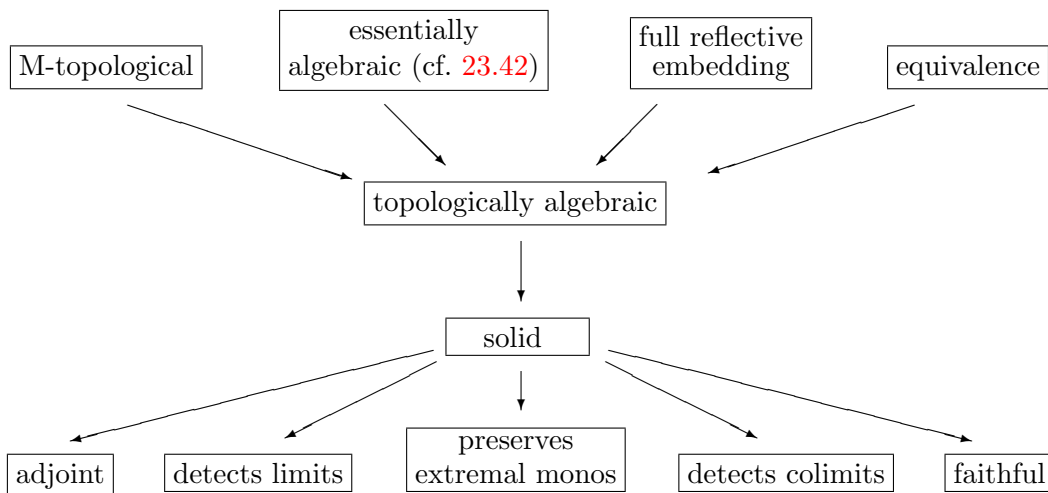 M-topological
essentially
algebraic (cf. 23.42)
full reflective
embedding
equivalence
topologically algebraic
solid
adjoint
detects limits
preserves
extremal monos
detects colimits
faithful